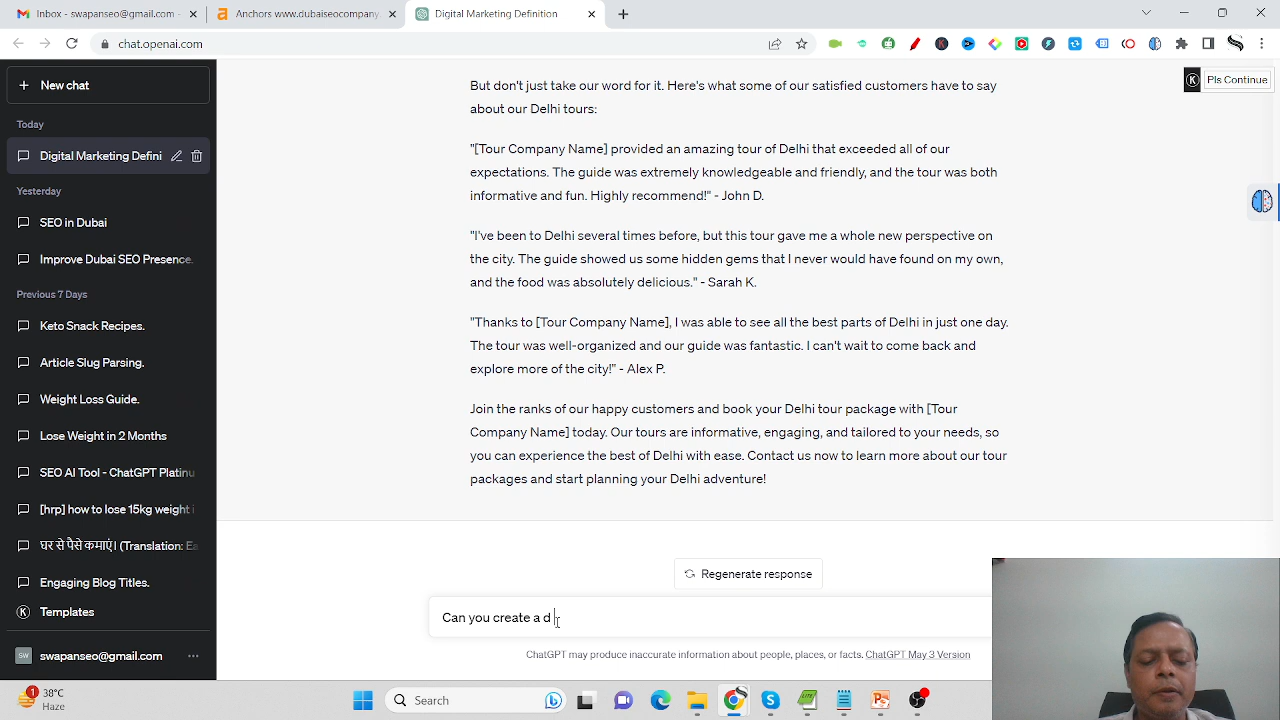 Inbox - swapanseo@gmail.com -
Anchors www.dubaiseocompany
Digital Marketing Definition
chat.openai.com
New chat
Pls Continue
Today
Digital Marketing Defini
Yesterday
SEO in Dubai
Improve Dubai SEO Presence.
Previous 7 Days
Keto Snack Recipes.
Article Slug Parsing.
Weight Loss Guide.
Lose Weight in 2 Months
SEO AI Tool - ChatGPT Platinu
[hrp] how to lose 15kg weight i
घर से पैसे कमाएं। (Translation: Ea
Engaging Blog Titles.
Templates
SW swapanseo@gmail.com
But don't just take our word for it. Here's what some of our satisfied customers have to say
about our Delhi tours:
"[Tour Company Name] provided an amazing tour of Delhi that exceeded all of our
expectations. The guide was extremely knowledgeable and friendly, and the tour was both
informative and fun. Highly recommend!" - John D.
"I've been to Delhi several times before, but this tour gave me a whole new perspective on
the city. The guide showed us some hidden gems that I never would have found on my own,
and the food was absolutely delicious." - Sarah K.
"Thanks to [Tour Company Name], I was able to see all the best parts of Delhi in just one day.
The tour was well-organized and our guide was fantastic. I can't wait to come back and
explore more of the city!" - Alex P.
Join the ranks of our happy customers and book your Delhi tour package with [Tour
Company Name] today. Our tours are informative, engaging, and tailored to your needs, so
you can experience the best of Delhi with ease. Contact us now to learn more about our tour
packages and start planning your Delhi adventure!
Regenerate response
Can you create a d
ChatGPT may produce inaccurate information about people, places, or facts. ChatGPT May 3 Version
1
38°C
Haze
Search